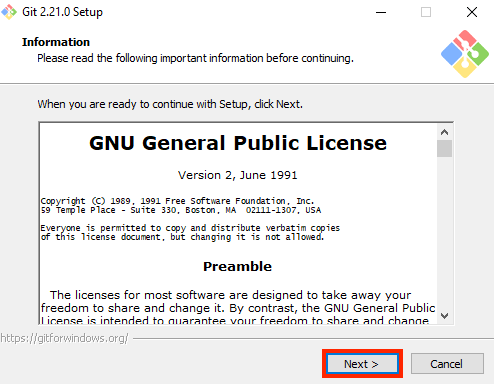 Git 2.21.0 Setup
Information
Please read the following important information before continuing.
When you are ready to continue with Setup, click Next.
GNU General Public License
Version 2, June 1991
Copyright (C) 1989, 1991 Free Software Foundation, Inc.
59 Temple Place - Suite 330, Boston, MA  02111-1307, USA
Everyone is permitted to copy and distribute verbatim copies
of this license document, but changing it is not allowed.
Preamble
The licenses for most software are designed to take away your
freedom to share and change it. By contrast, the GNU General Public
License is intended to guarantee your freedom to share and change
https://gitforwindows.org/
Next >
Cancel